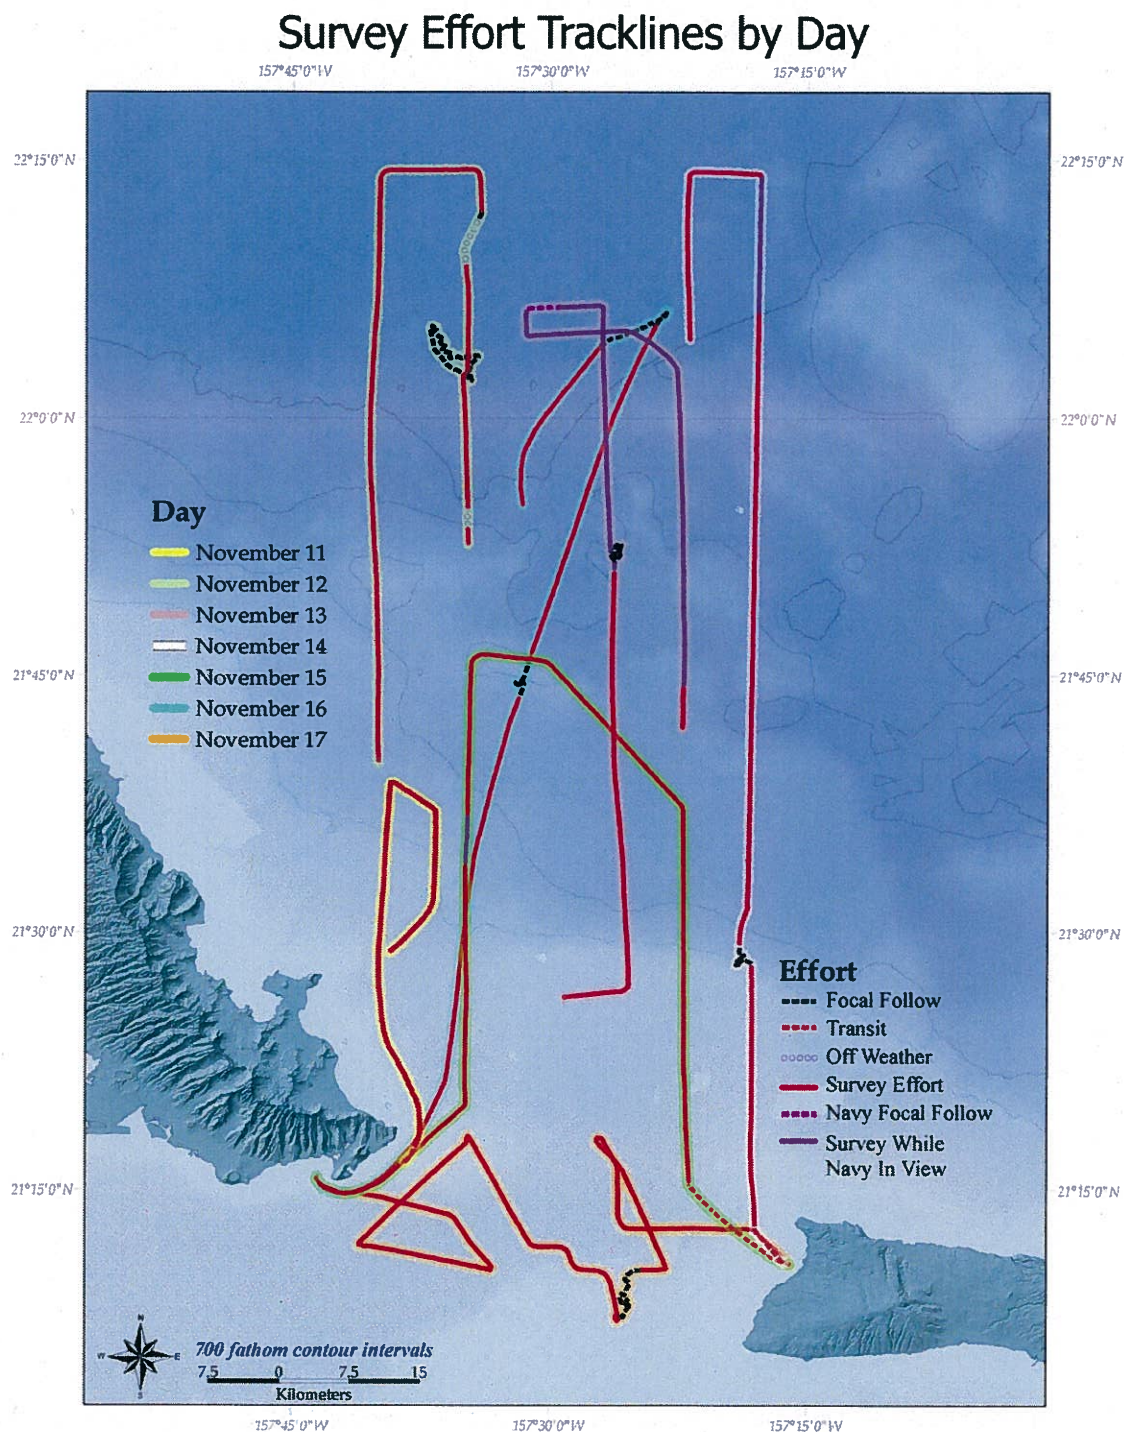 Survey Effort Tracklines by Day
157°45'0"W 157°30'0"W 157°15'0"W
22°15'0"N 22°15'0"N
22°0'0"N 22°0'0"N
Day
November 11
November 12
November 13
November 14
November 15
November 16
November 17
21°45'0"N 21°45'0"N
21°30'0"N 21°30'0"N
Effort
Focal Follow
Transit
Off Weather
Survey Effort
Navy Focal Follow
Survey While
Navy In View
21°15'0"N 21°15'0"N
N
W E
S
700 fathom contour intervals
7.5 0 7.5 15
Kilometers
157°45'0"W 157°30'0"W 157°15'0"W